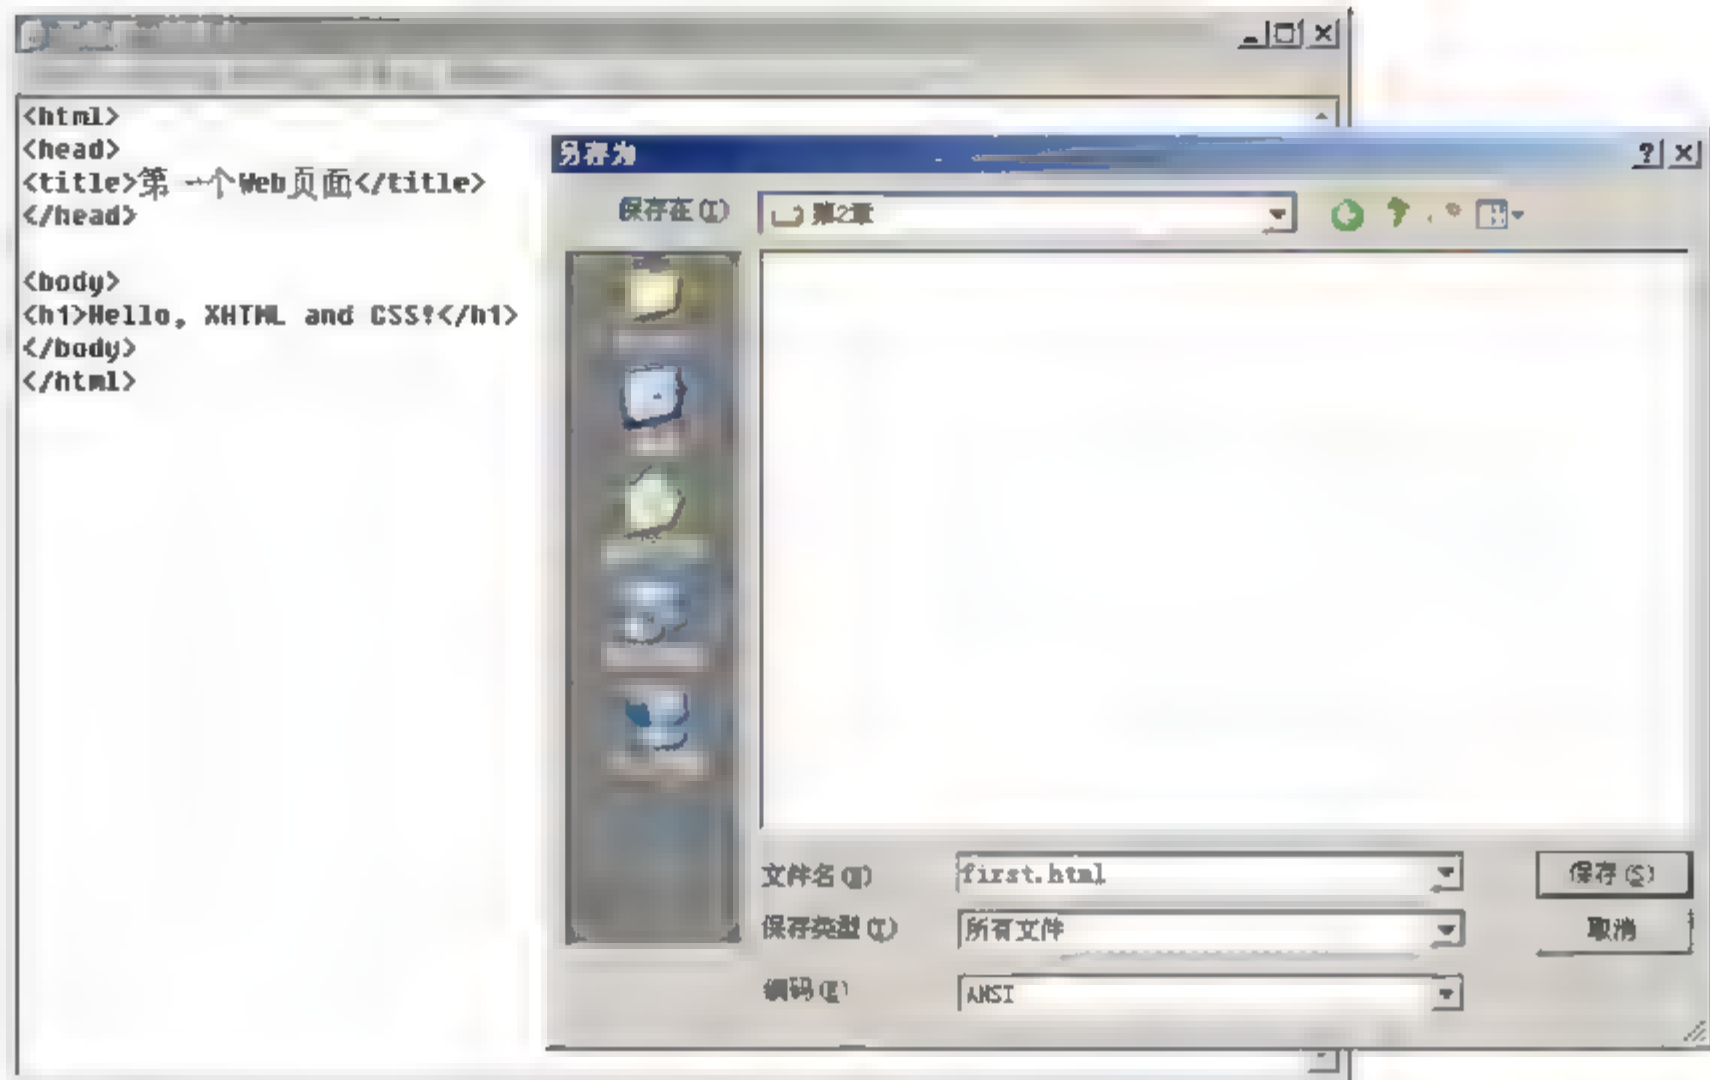 <html>
<head>
<title>第一个Web页面</title>
</head>
<body>
<h1>Hello, XHTML and CSS!</h1>
</body>
</html>
另存为
保存在(I)
第2章
文件名(N)
first.html
保存(S)
保存类型(T)
所有文件
取消
编码(E)
ANSI